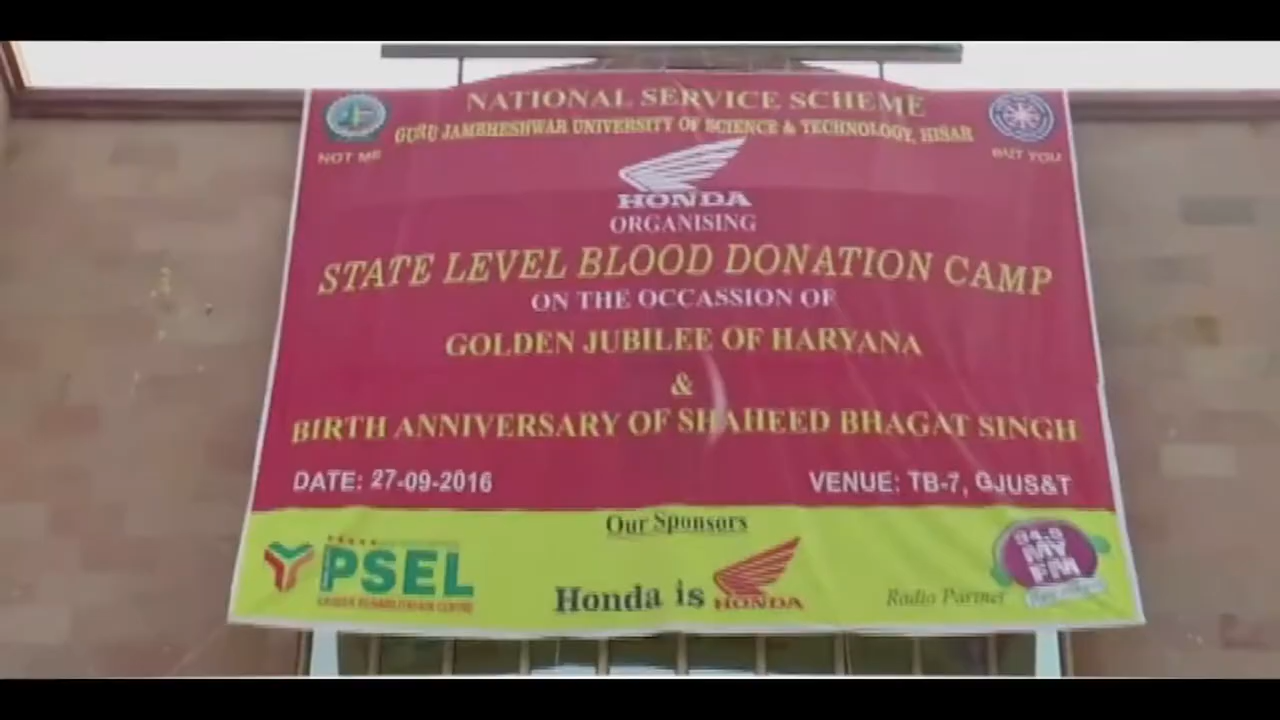 NATIONAL SERVICE SCHEME
GURU JAMBHESHWAR UNIVERSITY OF SCIENCE & TECHNOLOGY, HISAR
NOT ME
BUT YOU
HONDA
ORGANISING
STATE LEVEL BLOOD DONATION CAMP
ON THE OCCASSION OF
GOLDEN JUBILEE OF HARYANA
&
BIRTH ANNIVERSARY OF SHAHEED BHAGAT SINGH
DATE: 27-09-2016
VENUE: TB-7, GJUS&T
Our Sponsors
PSEL
Honda is HONDA
Radio Partner
94.3
MY
FM